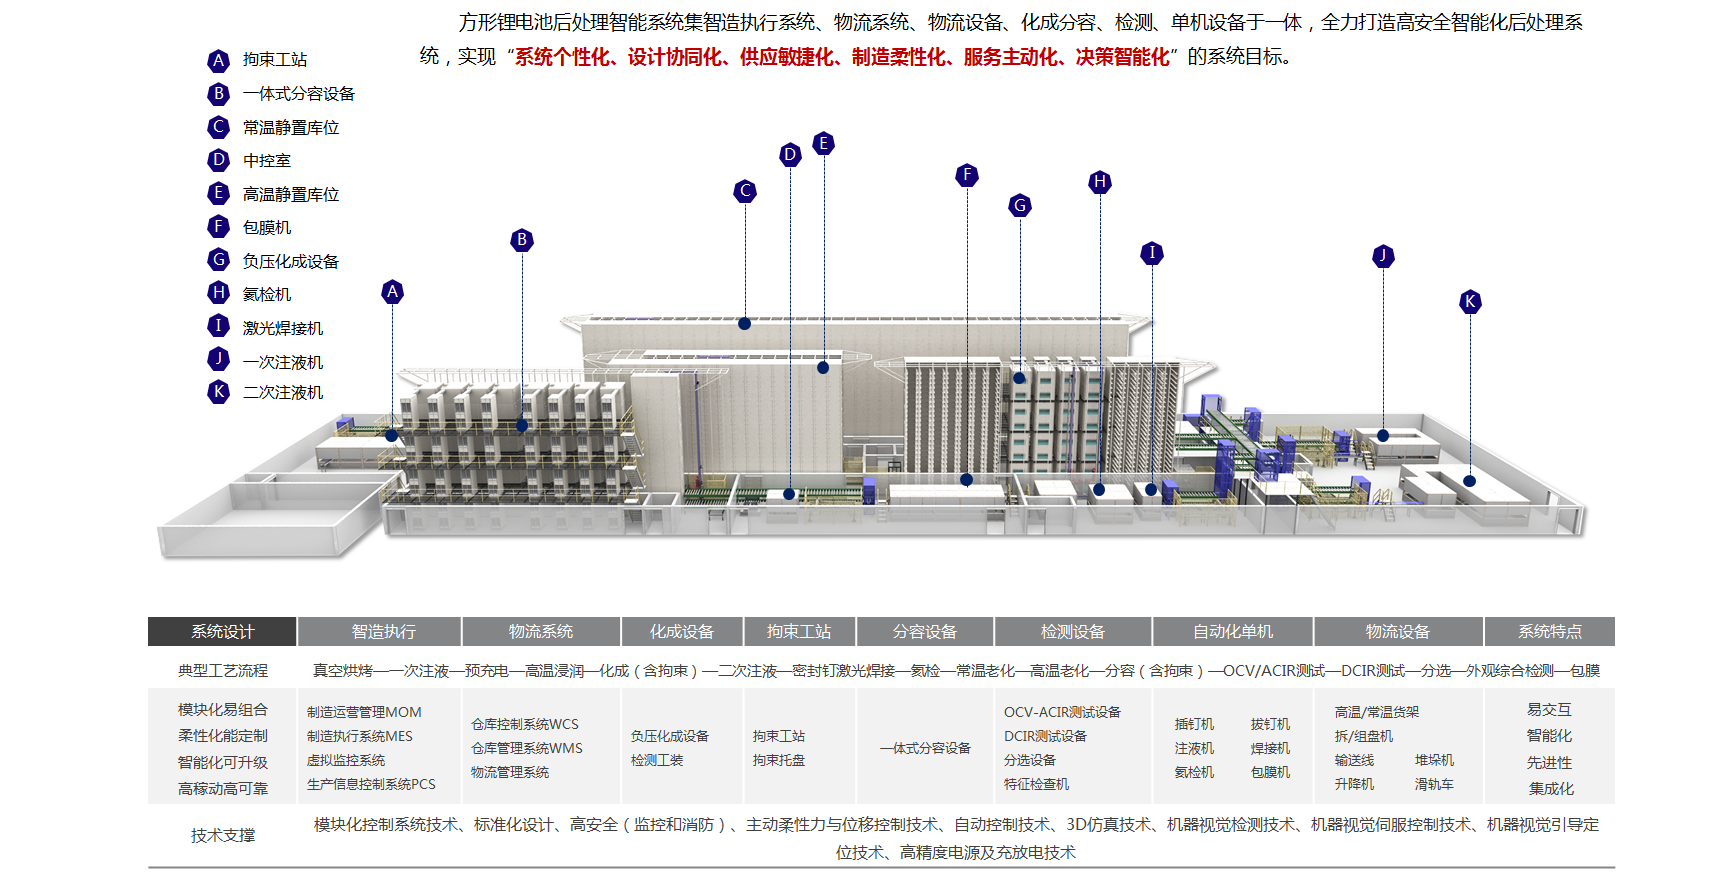 方形锂电池后处理智能系统集智造执行系统、物流系统、物流设备、化成分容、检测、单机设备于一体，全力打造高安全智能化后处理系
统，实现“系统个性化、设计协同化、供应敏捷化、制造柔性化、服务主动化、决策智能化”的系统目标。
A 拘束工站
B 一体式分容设备
C 常温静置库位
D 中控室
E 高温静置库位
F 包膜机
G 负压化成设备
H 氦检机
I 激光焊接机
J 一次注液机
K 二次注液机
A
B
C
D
E
F
G
H
I
J
K
系统设计 智造执行 物流系统 化成设备 拘束工站 分容设备 检测设备 自动化单机 物流设备 系统特点
典型工艺流程 真空烘烤—一次注液—预充电—高温浸润—化成（含拘束）—二次注液—密封钉激光焊接—氦检—常温老化—高温老化—分容（含拘束）—OCV/ACIR测试—DCIR测试—分选—外观综合检测—包膜
模块化易组合
柔性化能定制
智能化可升级
高稼动高可靠
制造运营管理MOM
制造执行系统MES
虚拟监控系统
生产信息控制系统PCS
仓库控制系统WCS
仓库管理系统WMS
物流管理系统
负压化成设备
检测工装
拘束工站
拘束托盘
一体式分容设备
OCV-ACIR测试设备
DCIR测试设备
分选设备
特征检查机
插钉机 拔钉机
注液机 焊接机
氦检机 包膜机
高温/常温货架
拆/组盘机
输送线 堆垛机
升降机 滑轨车
易交互
智能化
先进性
集成化
技术支撑 模块化控制系统技术、标准化设计、高安全（监控和消防）、主动柔性力与位移控制技术、自动控制技术、3D仿真技术、机器视觉检测技术、机器视觉伺服控制技术、机器视觉引导定
位技术、高精度电源及充放电技术